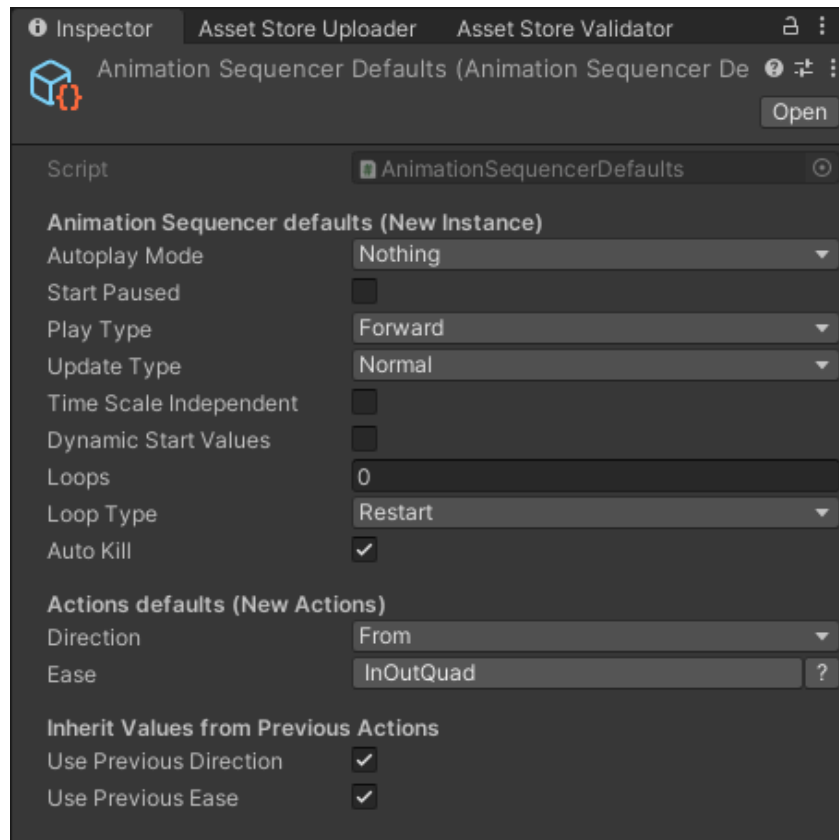 Inspector Asset Store Uploader Asset Store Validator
Animation Sequencer Defaults (Animation Sequencer De
Open
Script AnimationSequencerDefaults
Animation Sequencer defaults (New Instance)
Autoplay Mode Nothing
Start Paused
Play Type Forward
Update Type Normal
Time Scale Independent
Dynamic Start Values
Loops 0
Loop Type Restart
Auto Kill
Actions defaults (New Actions)
Direction From
Ease InOutQuad ?
Inherit Values from Previous Actions
Use Previous Direction
Use Previous Ease